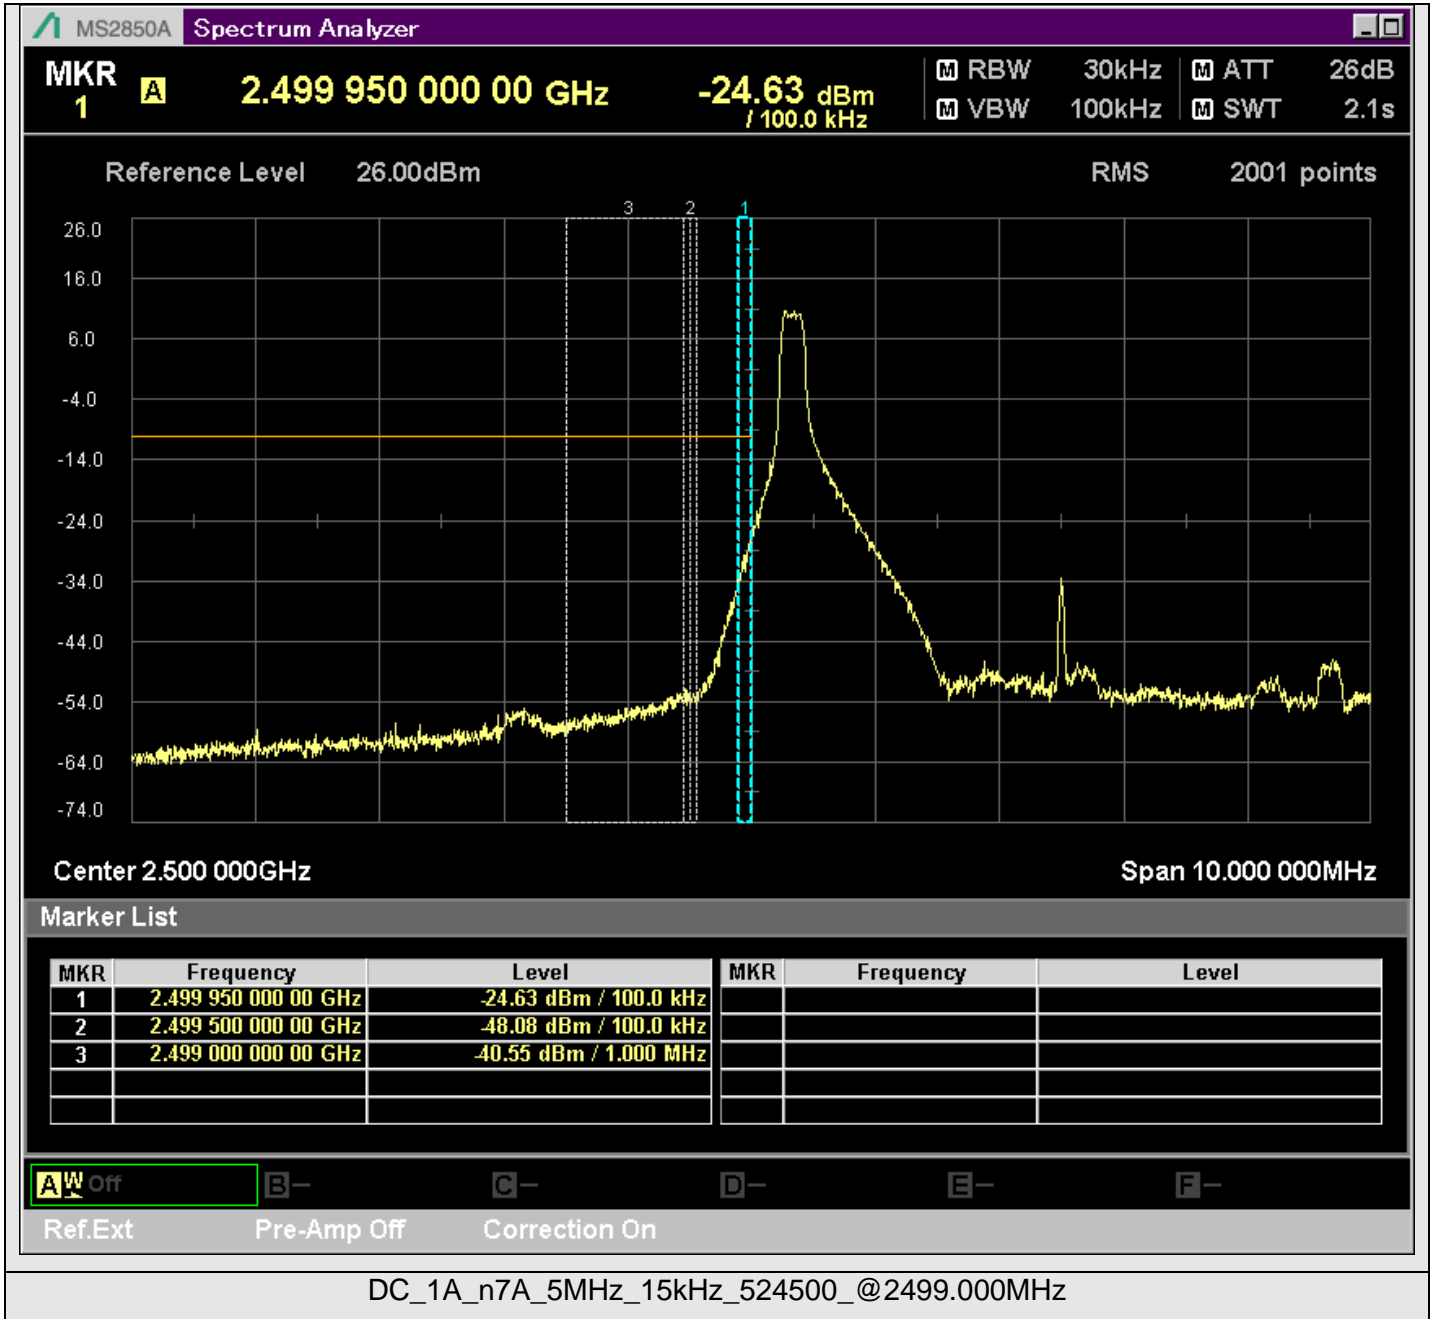 MS2850A Spectrum Analyzer
MKR 1 A 2.499 950 000 00 GHz -24.63 dBm / 100.0 kHz
M RBW 30kHz M ATT 26dB
M VBW 100kHz M SWT 2.1s
Reference Level 26.00dBm RMS 2001 points
3 2 1
26.0
16.0
6.0
-4.0
-14.0
-24.0
-34.0
-44.0
-54.0
-64.0
-74.0
Center 2.500 000GHz Span 10.000 000MHz
Marker List
MKR Frequency Level MKR Frequency Level
1 2.499 950 000 00 GHz -24.63 dBm / 100.0 kHz
2 2.499 500 000 00 GHz -48.08 dBm / 100.0 kHz
3 2.499 000 000 00 GHz -40.55 dBm / 1.000 MHz
A W Off B — C — D — E — F —
Ref.Ext Pre-Amp Off Correction On
DC_1A_n7A_5MHz_15kHz_524500_@2499.000MHz